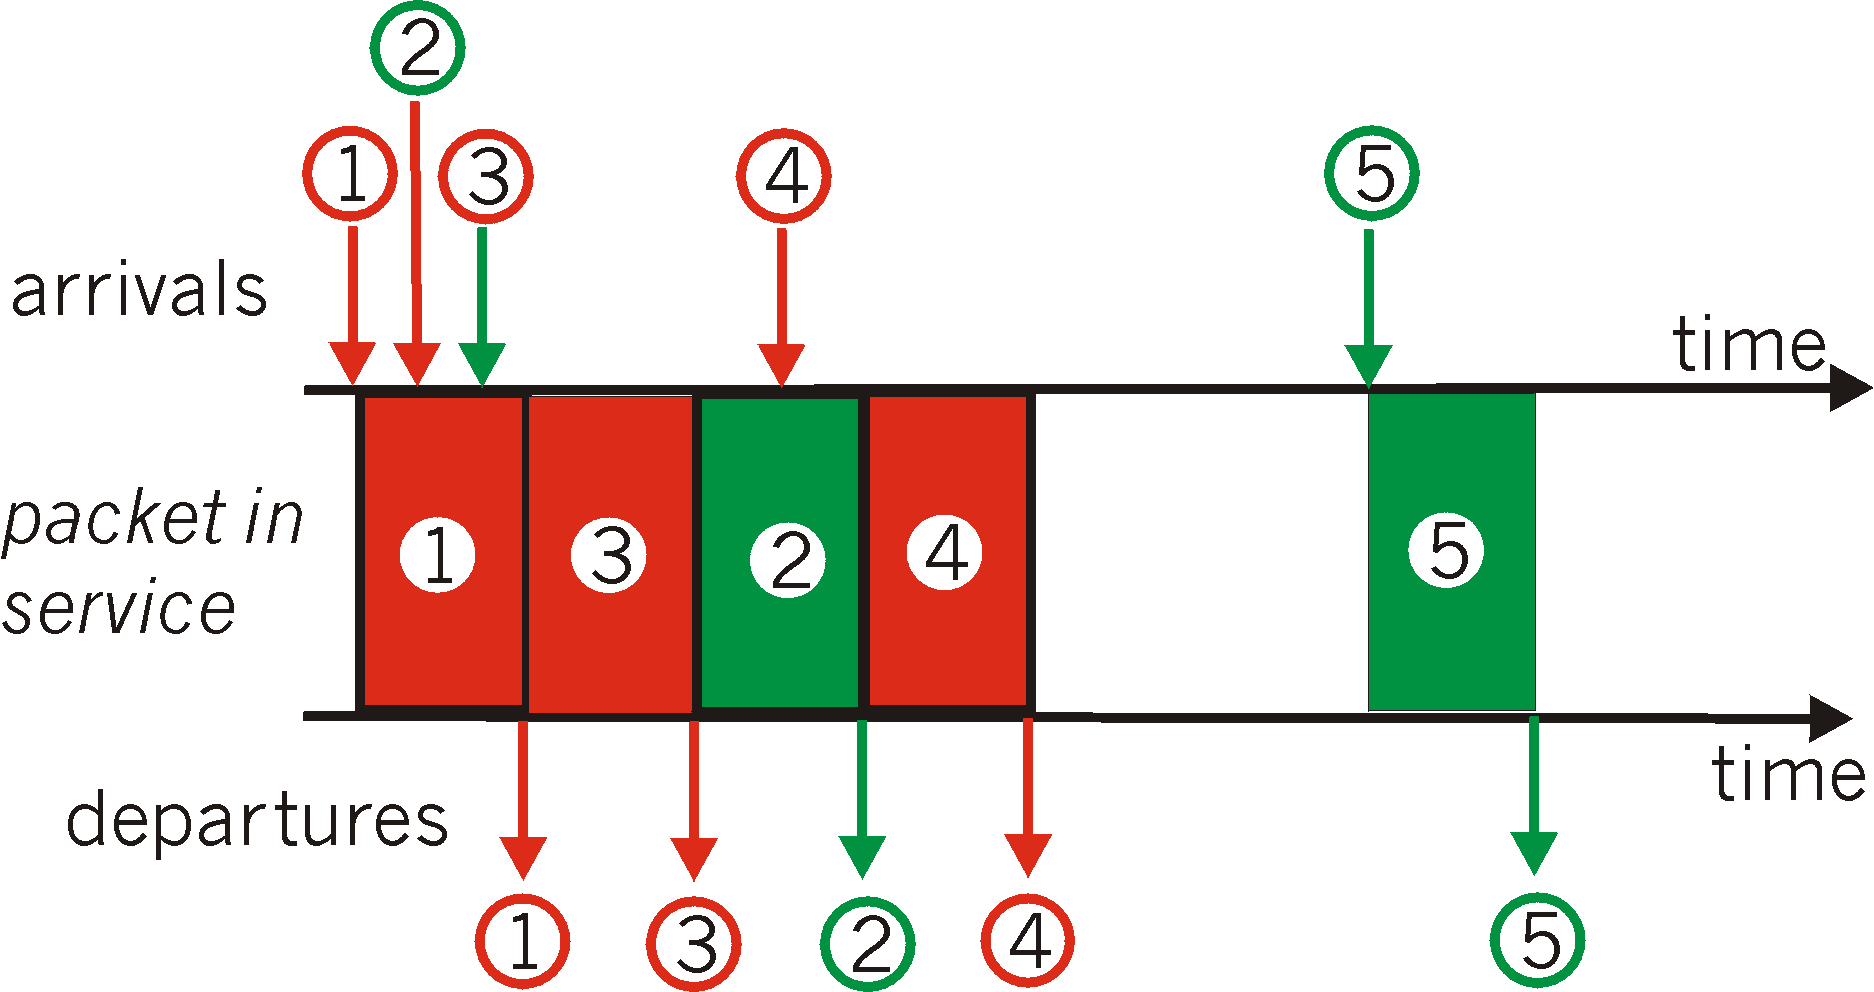 2
1 3 4 5
arrivals
time
packet in
service
1 3 2 4 5
time
departures
1 3 2 4 5